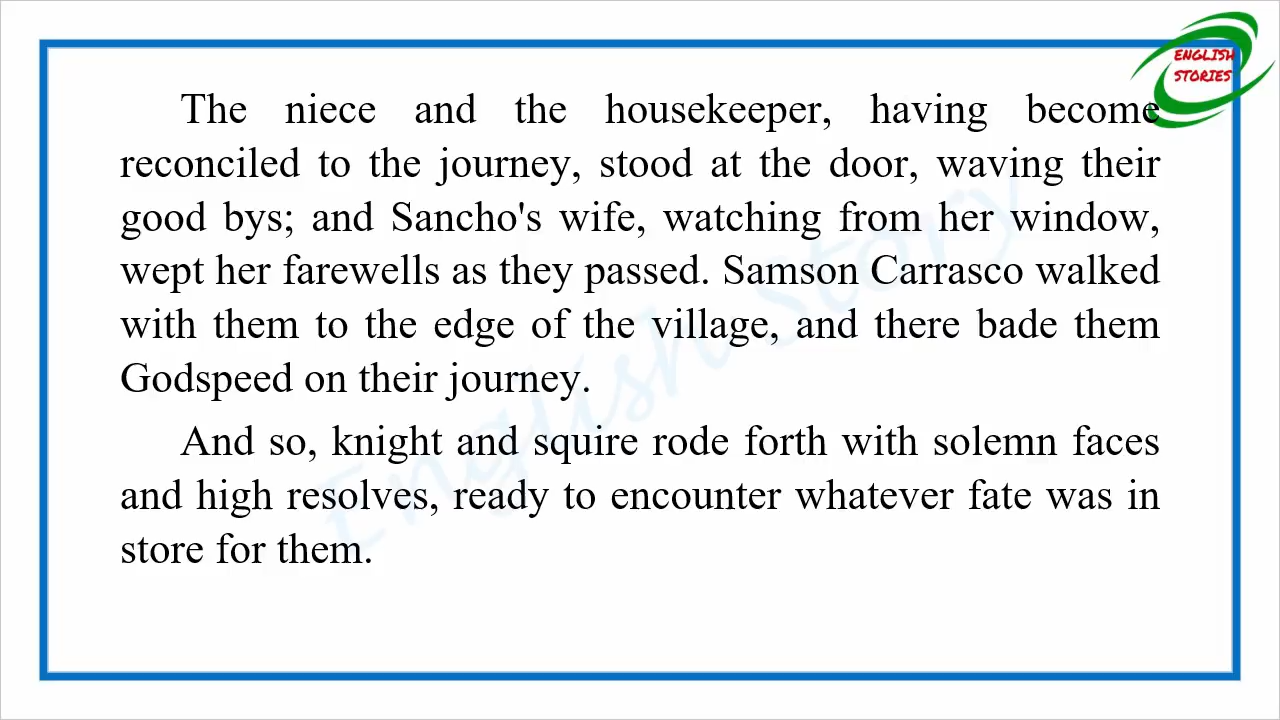 ENGLISH
STORIES
The niece and the housekeeper, having become
reconciled to the journey, stood at the door, waving their
good bys; and Sancho's wife, watching from her window,
wept her farewells as they passed. Samson Carrasco walked
with them to the edge of the village, and there bade them
Godspeed on their journey.
And so, knight and squire rode forth with solemn faces
and high resolves, ready to encounter whatever fate was in
store for them.
English Story